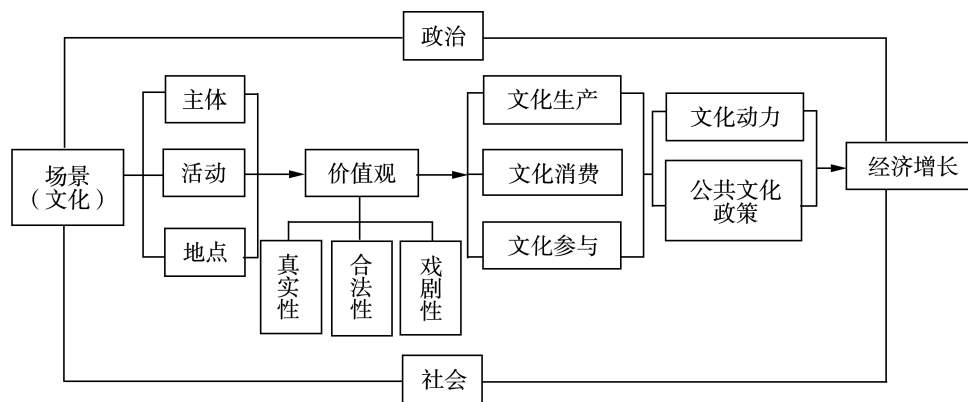 政治
主体
文化生产
文化动力
场景
（文化）
活动
价值观
文化消费
经济增长
公共文化
政策
地点
文化参与
真实性
合法性
戏剧性
社会